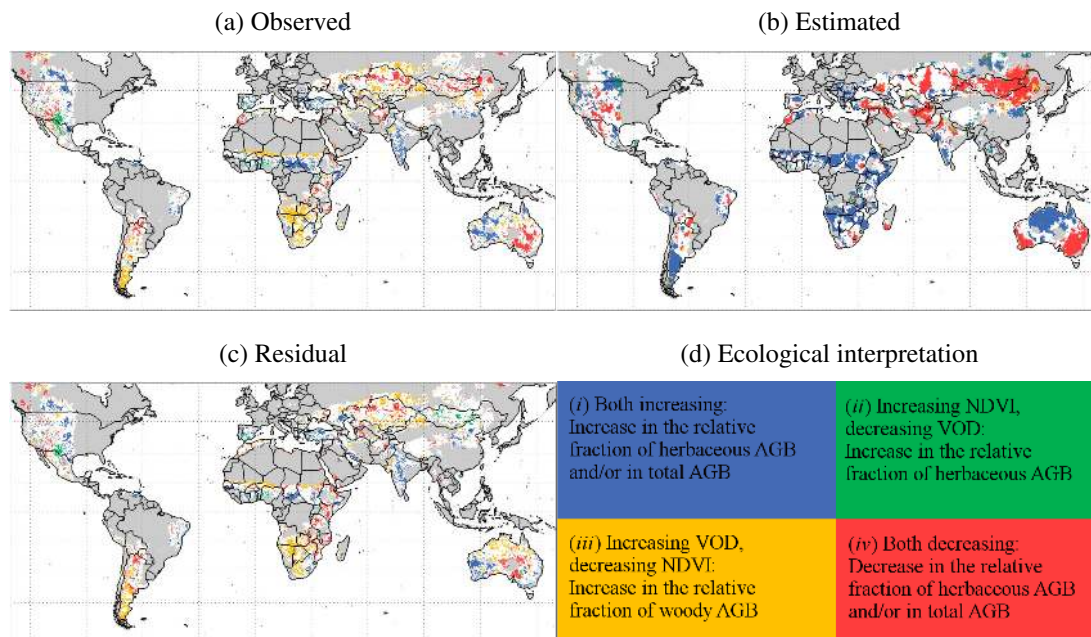 (a) Observed
(b) Estimated
(c) Residual
(d) Ecological interpretation
(i) Both increasing:
Increase in the relative
fraction of herbaceous AGB
and/or in total AGB
(ii) Increasing NDVI,
decreasing VOD:
Increase in the relative
fraction of herbaceous AGB
(iii) Increasing VOD,
decreasing NDVI:
Increase in the relative
fraction of woody AGB
(iv) Both decreasing:
Decrease in the relative
fraction of herbaceous AGB
and/or in total AGB